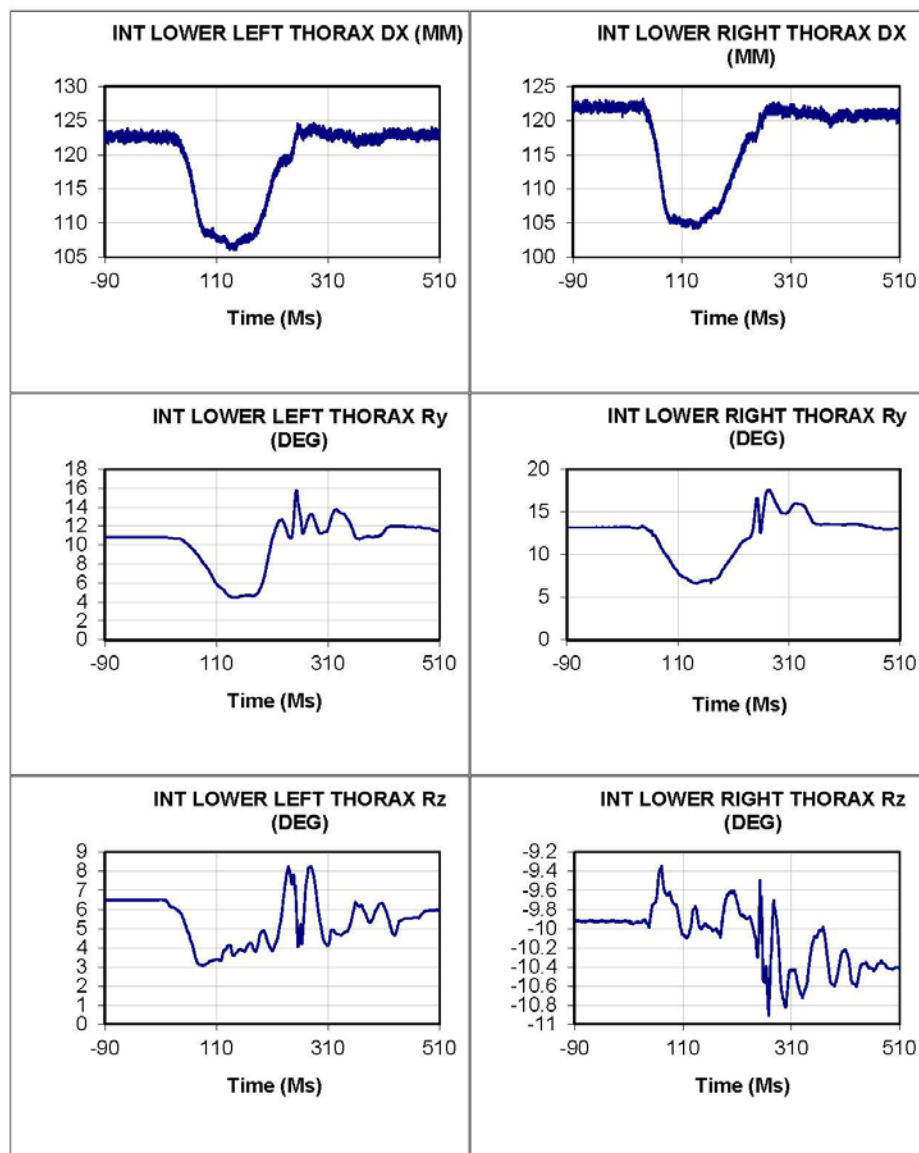 INT LOWER LEFT THORAX DX (MM)
130
125
120
115
110
105
-90 110 310 510
Time (Ms)
INT LOWER RIGHT THORAX DX
(MM)
125
120
115
110
105
100
-90 110 310 510
Time (Ms)
INT LOWER LEFT THORAX Ry
(DEG)
18
16
14
12
10
8
6
4
2
0
-90 110 310 510
Time (Ms)
INT LOWER RIGHT THORAX Ry
(DEG)
20
15
10
5
0
-90 110 310 510
Time (Ms)
INT LOWER LEFT THORAX Rz
(DEG)
9
8
7
6
5
4
3
2
1
0
-90 110 310 510
Time (Ms)
INT LOWER RIGHT THORAX Rz
(DEG)
-9.2
-9.4
-9.6
-9.8
-10
-10.2
-10.4
-10.6
-10.8
-11
-90 110 310 510
Time (Ms)